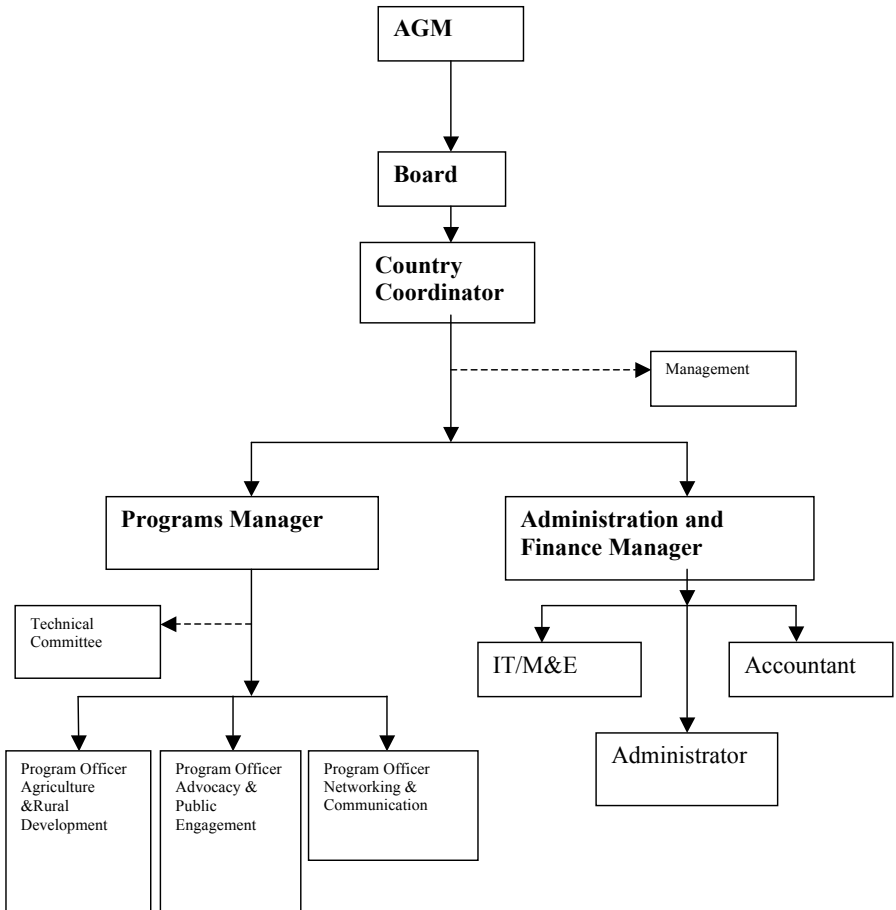 AGM
Board
Country
Coordinator
Management
Programs Manager
Administration and
Finance Manager
Technical
Committee
IT/M&E
Accountant
Administrator
Program Officer
Agriculture
&Rural
Development
Program Officer
Advocacy &
Public
Engagement
Program Officer
Networking &
Communication